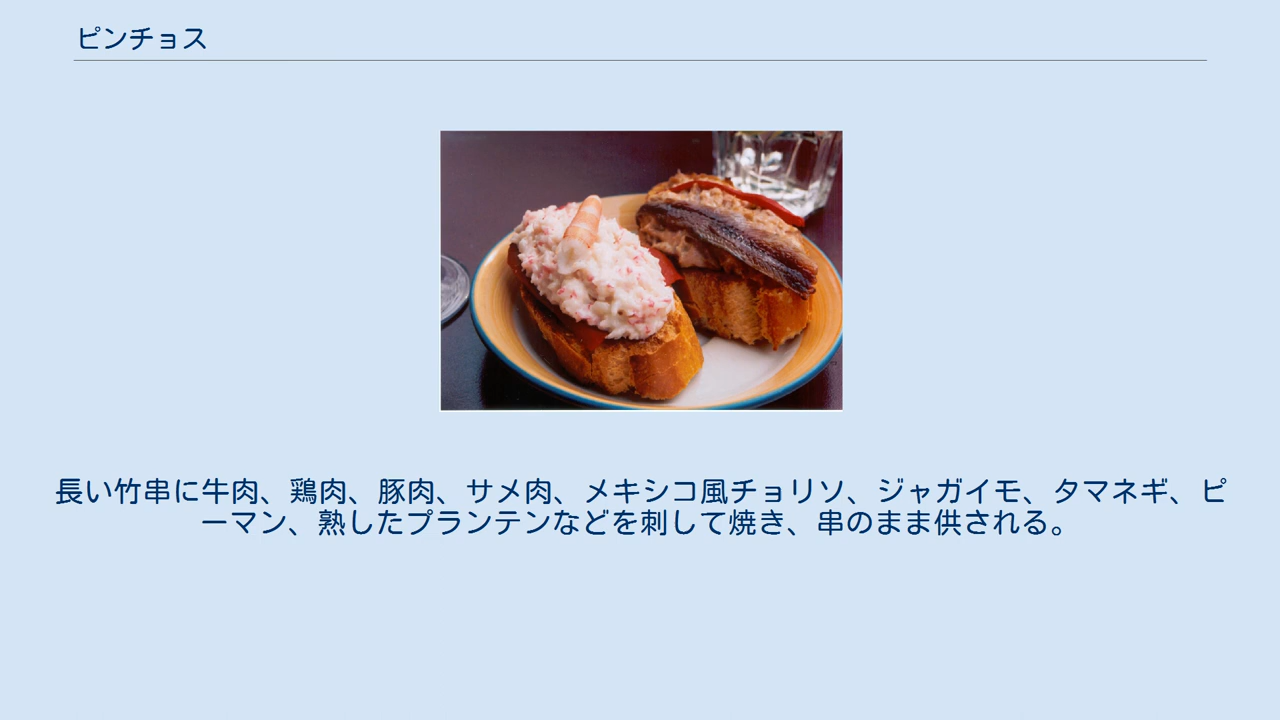 ピンチョス
長い竹串に牛肉、鶏肉、豚肉、サメ肉、メキシコ風チョリソ、ジャガイモ、タマネギ、ピ
ーマン、熟したプランテンなどを刺して焼き、串のまま供される。